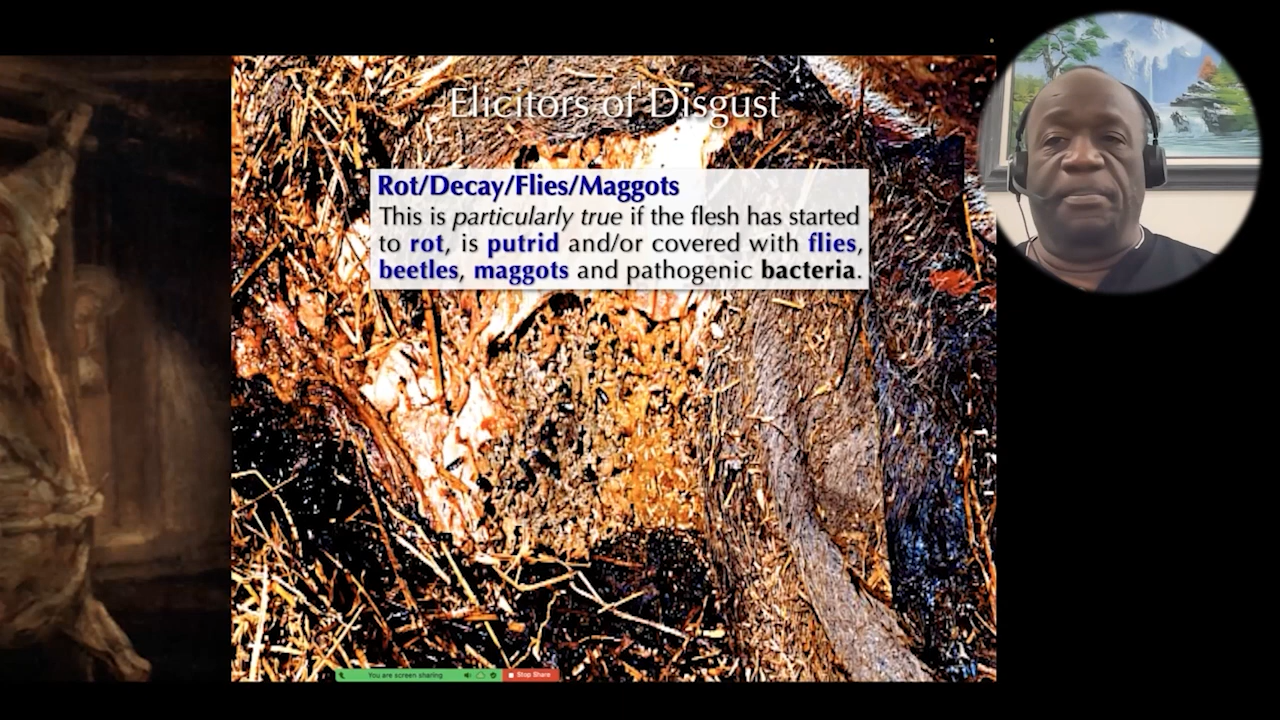 Elicitors of Disgust
Rot/Decay/Flies/Maggots
This is particularly true if the flesh has started
to rot, is putrid and/or covered with flies,
beetles, maggots and pathogenic bacteria.
You are screen sharing
Stop Share